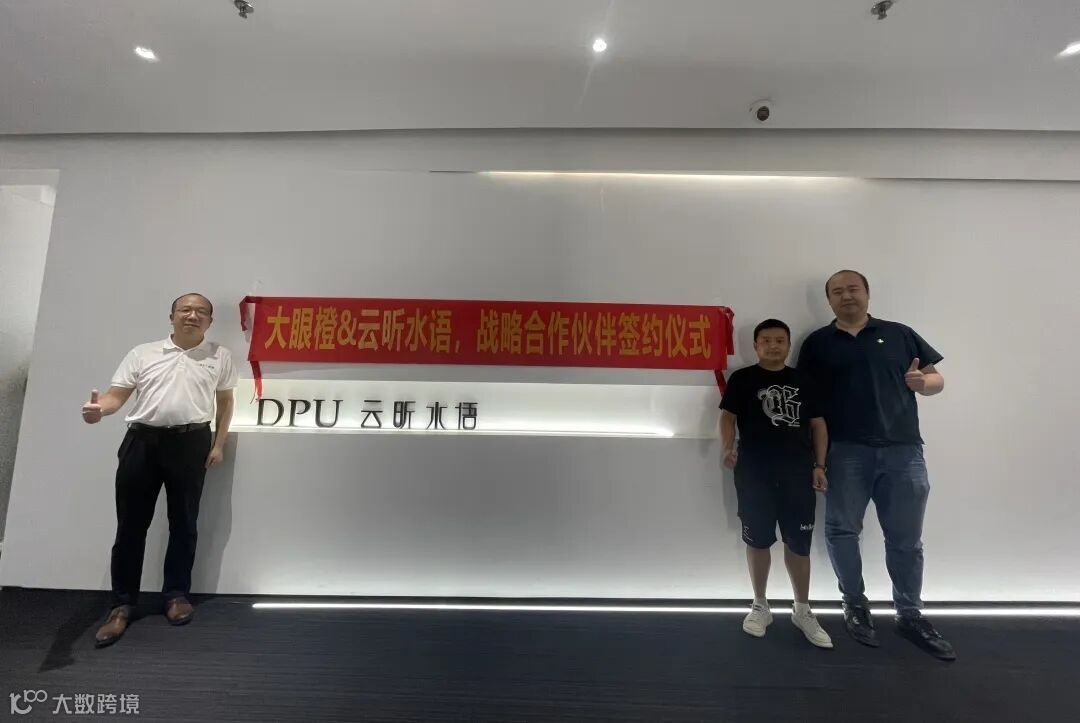 大眼橙&云昕水语，战略合作伙伴签约仪式
DPU 云昕水语
大数跨境